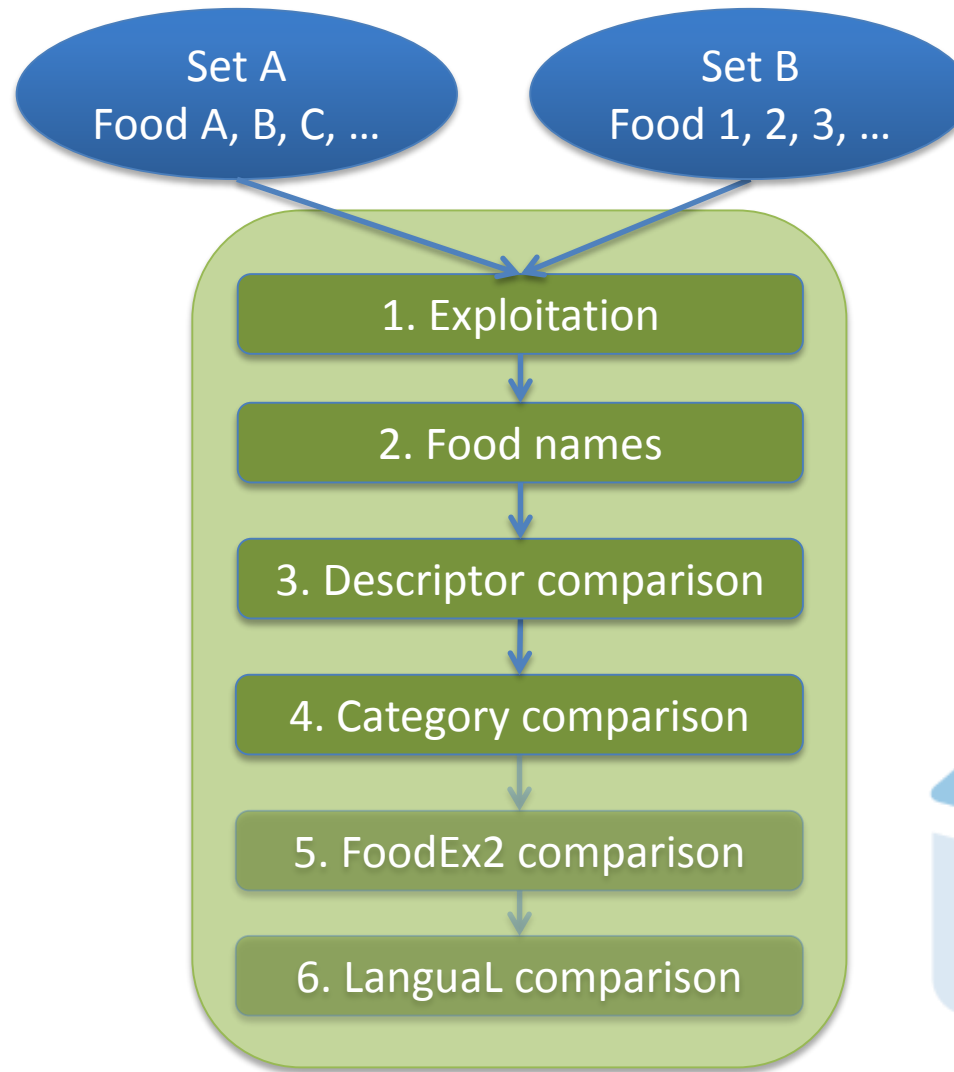 Set A
Food A, B, C, ...
Set B
Food 1, 2, 3, ...
1. Exploitation
2. Food names
3. Descriptor comparison
4. Category comparison
5. FoodEx2 comparison
6. LanguaL comparison